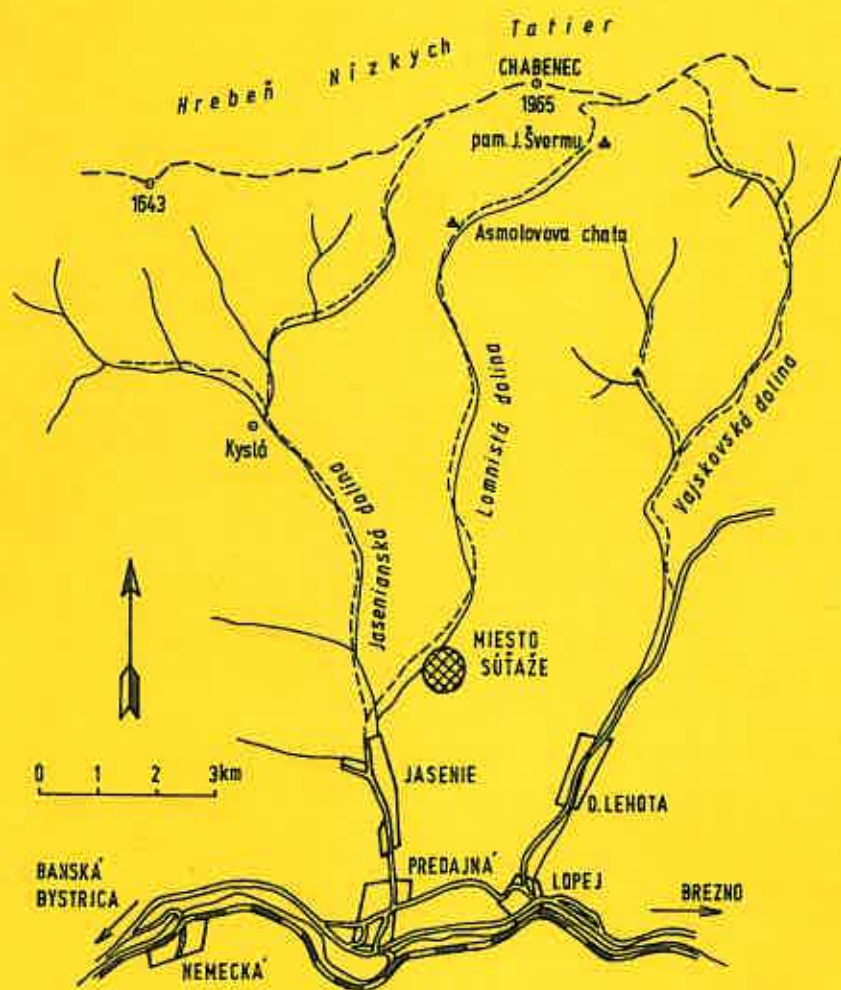 Hrebeň Nízkych Tatier
CHABENEC
1965
pam. J. Švermu
1643
Asmolovova chata
Kyslá
Jasenianská dolina
Lomnistá dolina
Vajskovská dolina
MIESTO
SÚŤAŽE
0 1 2 3km
JASENIE
D.LEHOTA
PREDAJNÁ
LOPEJ
BANSKÁ
BYSTRICA
BREZNO
NEMECKÁ